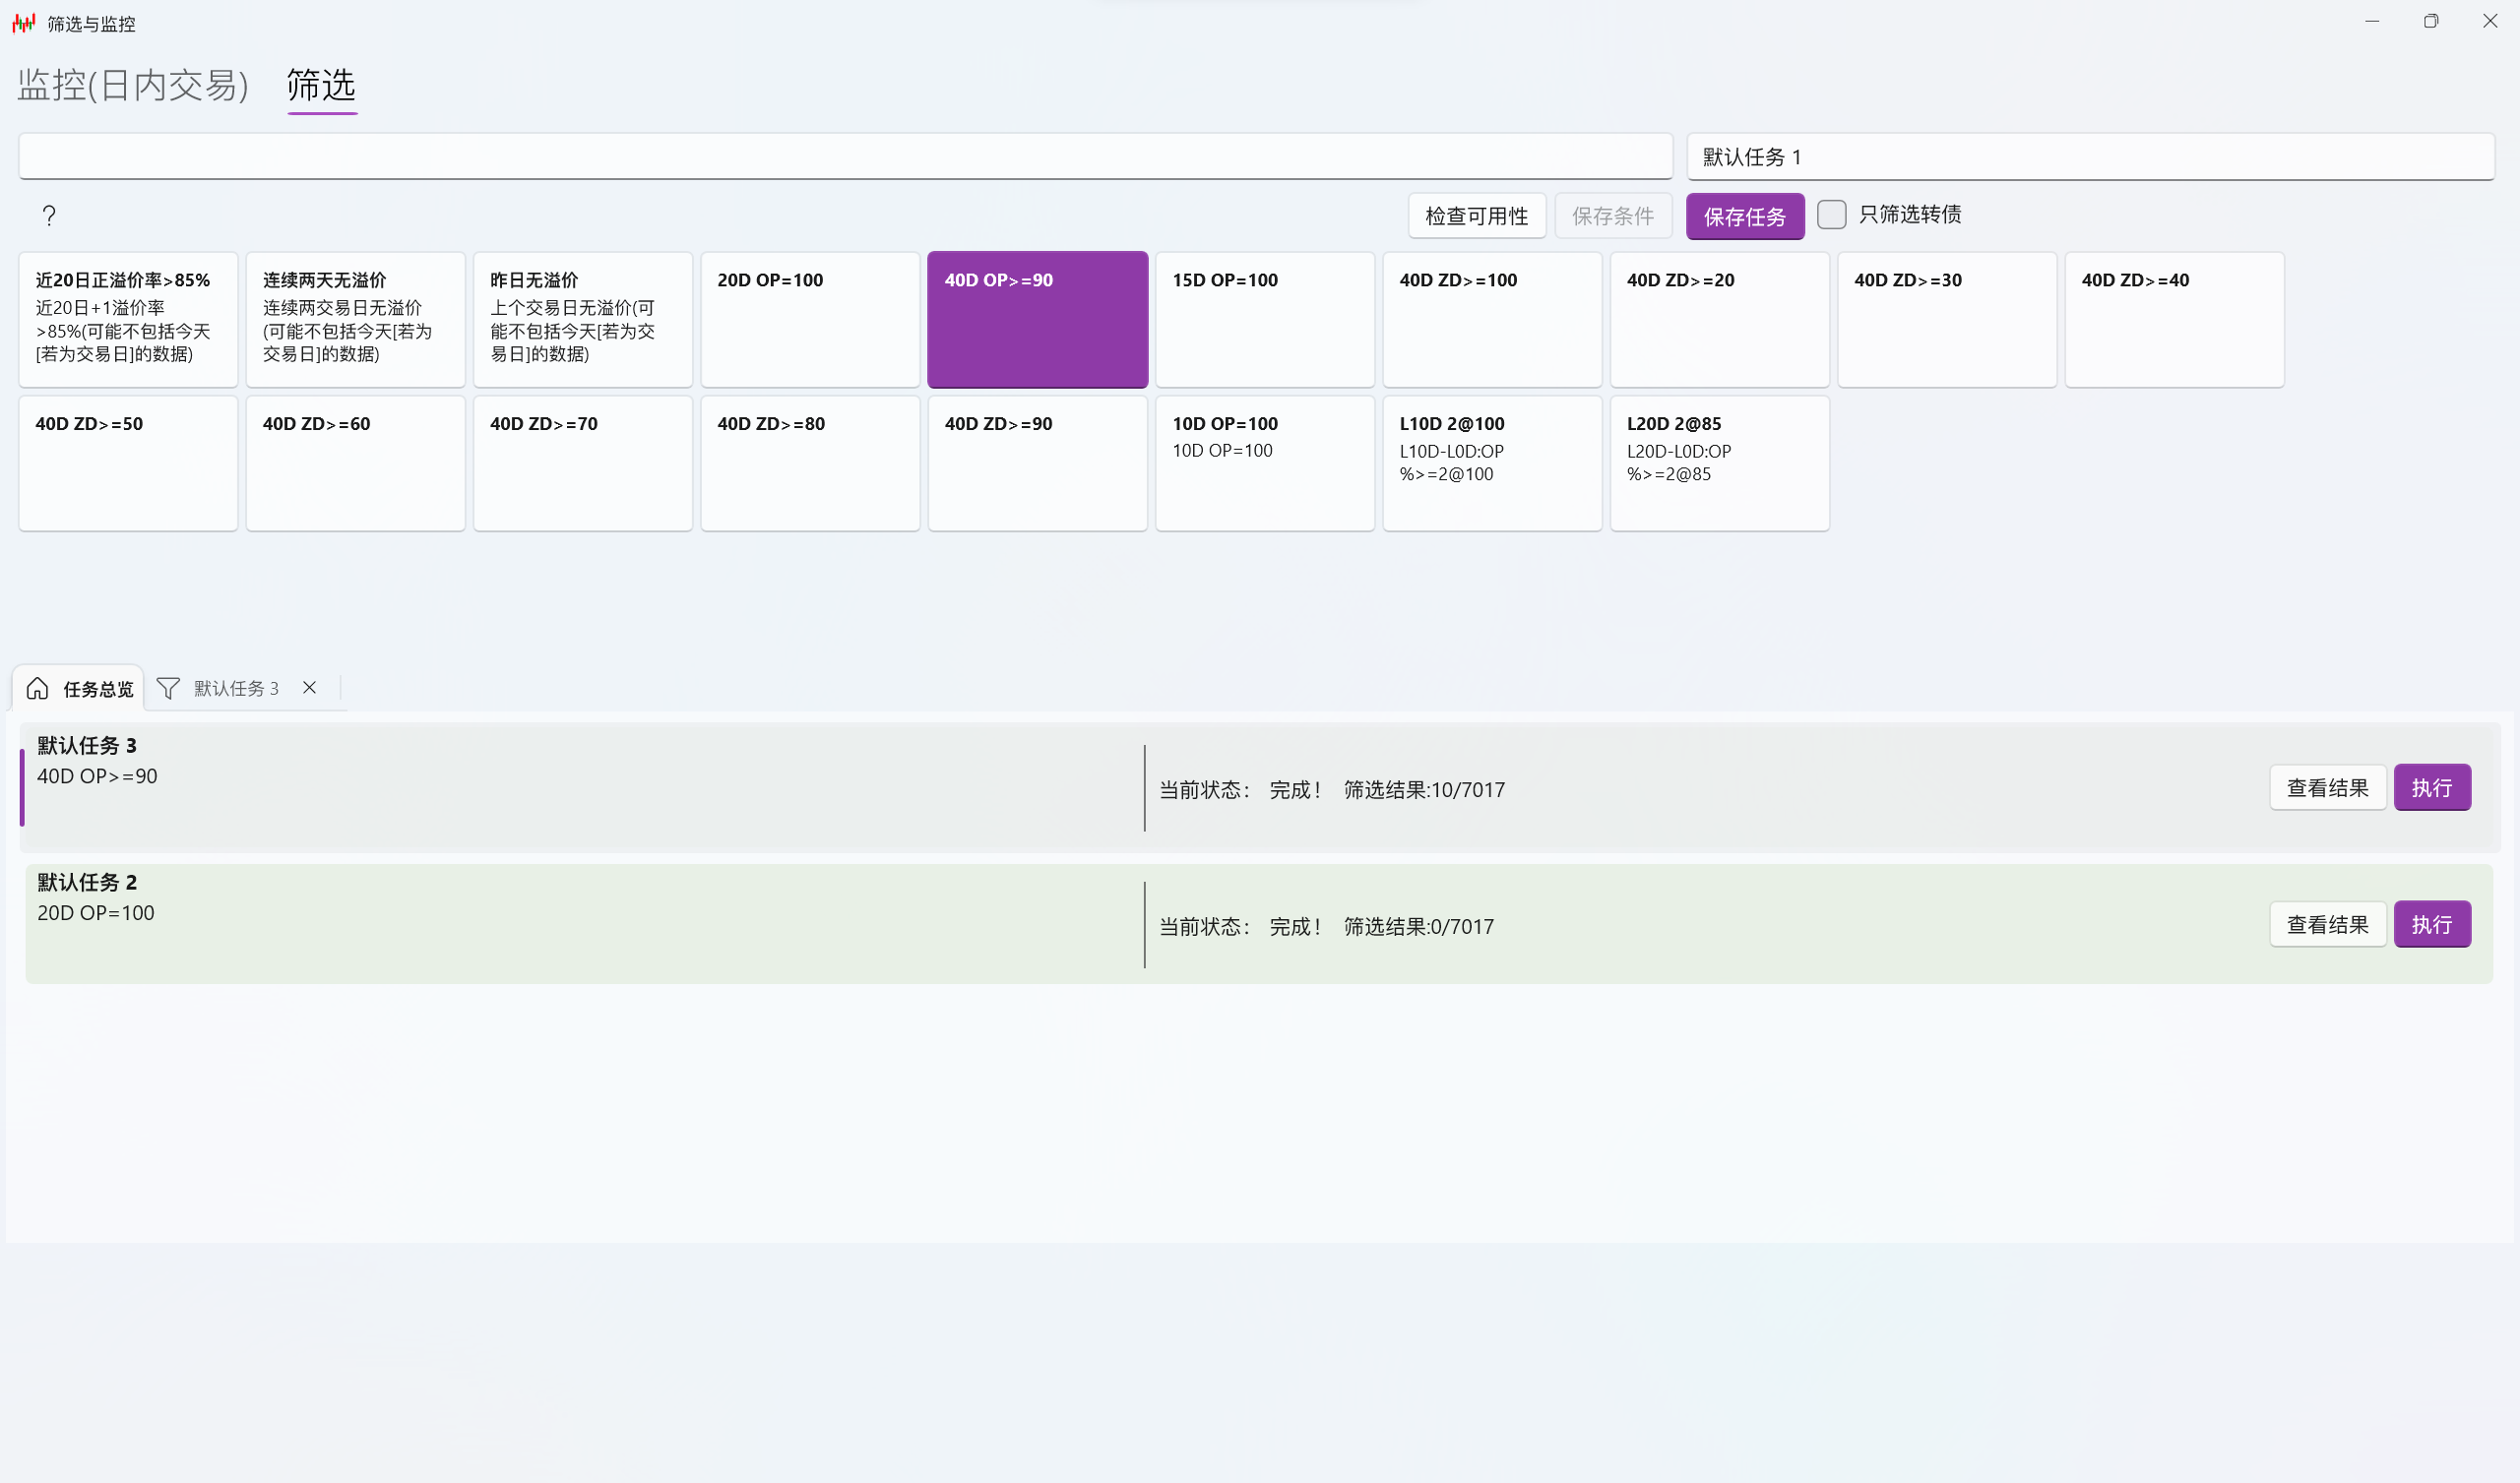 筛选与监控
监控(日内交易)
筛选
默认任务 1
?
检查可用性
保存条件
保存任务
只筛选转债
近20日正溢价率>85%
近20日+1溢价率
>85%(可能不包括今天
[若为交易日]的数据)
连续两天无溢价
连续两交易日无溢价
(可能不包括今天[若为
交易日]的数据)
昨日无溢价
上个交易日无溢价(可
能不包括今天[若为交
易日]的数据)
20D OP=100
40D OP>=90
15D OP=100
40D ZD>=100
40D ZD>=20
40D ZD>=30
40D ZD>=40
40D ZD>=50
40D ZD>=60
40D ZD>=70
40D ZD>=80
40D ZD>=90
10D OP=100
10D OP=100
L10D 2@100
L10D-L0D:OP
%>=2@100
L20D 2@85
L20D-L0D:OP
%>=2@85
任务总览
默认任务 3
默认任务 3
40D OP>=90
当前状态： 完成！ 筛选结果:10/7017
查看结果
执行
默认任务 2
20D OP=100
当前状态： 完成！ 筛选结果:0/7017
查看结果
执行